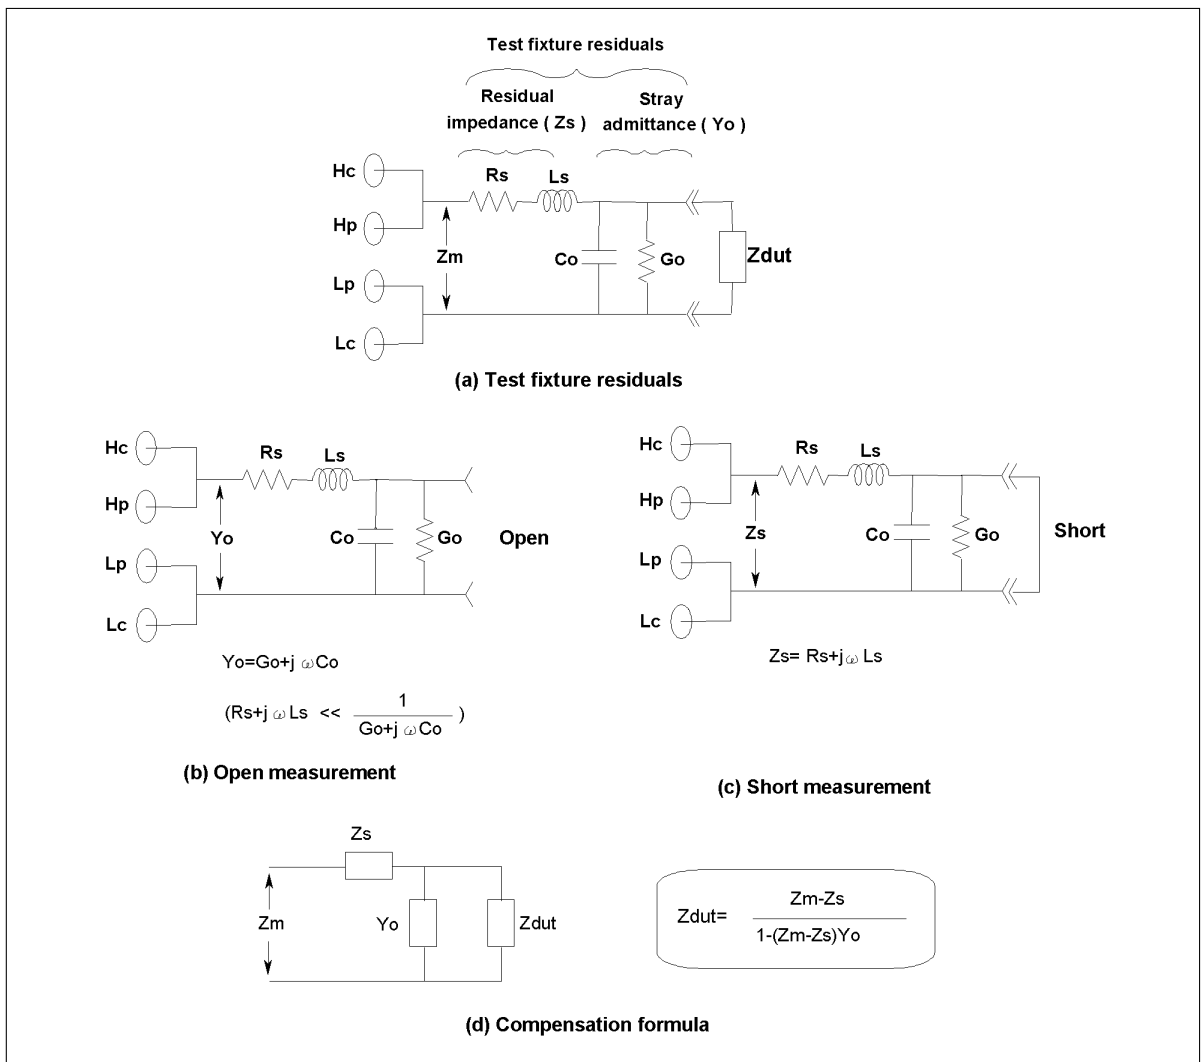 Test fixture residuals
Residual
impedance ( Zs )
Stray
admittance ( Yo )
Hc
Rs
Ls
Hp
Zm
Co
Go
Zdut
Lp
Lc
(a) Test fixture residuals
Hc
Rs
Ls
Hp
Yo
Co
Go
Open
Lp
Lc
Yo=Go+j ωCo
(Rs+j ω Ls << 1
Go+j ω Co )
(b) Open measurement
Hc
Rs
Ls
Hp
Zs
Co
Go
Short
Lp
Lc
Zs= Rs+jω Ls
(c) Short measurement
Zs
Zm
Yo
Zdut
Zdut= Zm-Zs
1-(Zm-Zs)Yo
(d) Compensation formula